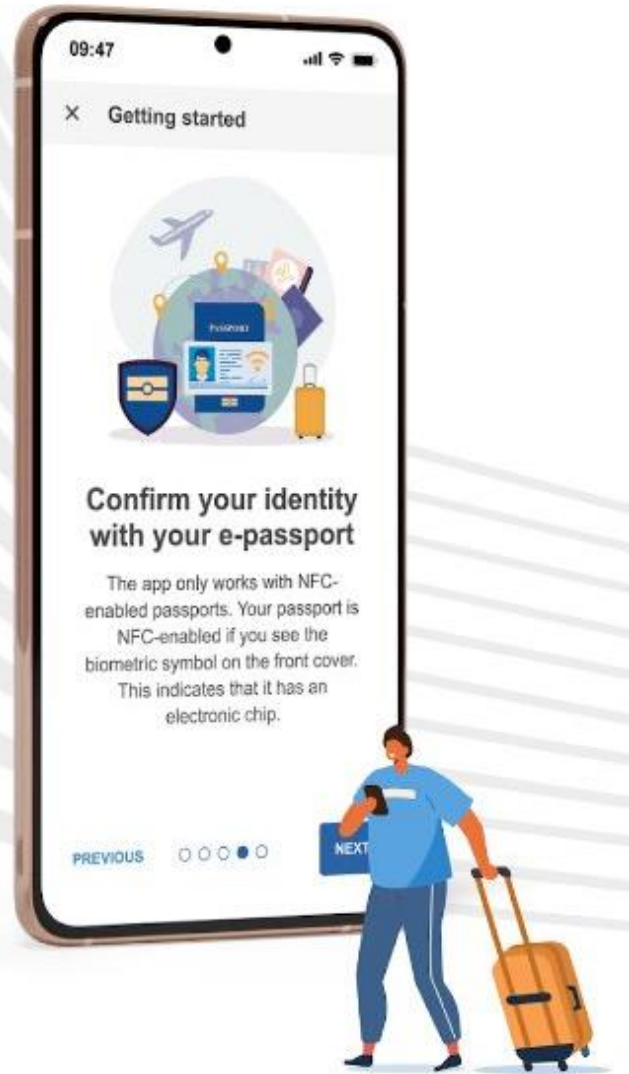 09:47
× Getting started
PASSPORT
Confirm your identity
with your e-passport
The app only works with NFC-
enabled passports. Your passport is
NFC-enabled if you see the
biometric symbol on the front cover.
This indicates that it has an
electronic chip.
PREVIOUS
NEXT